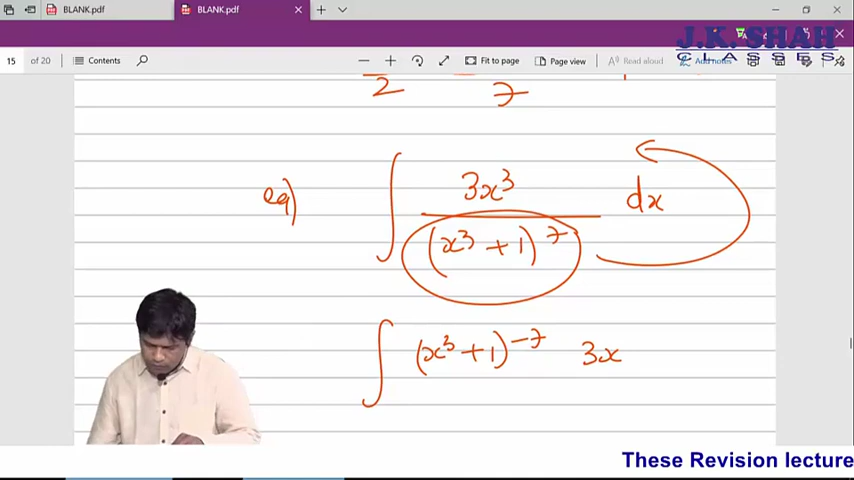 BLANK.pdf
BLANK.pdf
J.K. SHAH
CLASSES
15 of 20
Contents
Fit to page
Page view
Read aloud
Add notes
2
7
eg) ∫ 3x³ / (x³ + 1)⁷ dx
∫ (x³ + 1)⁻⁷ 3x
These Revision lecture